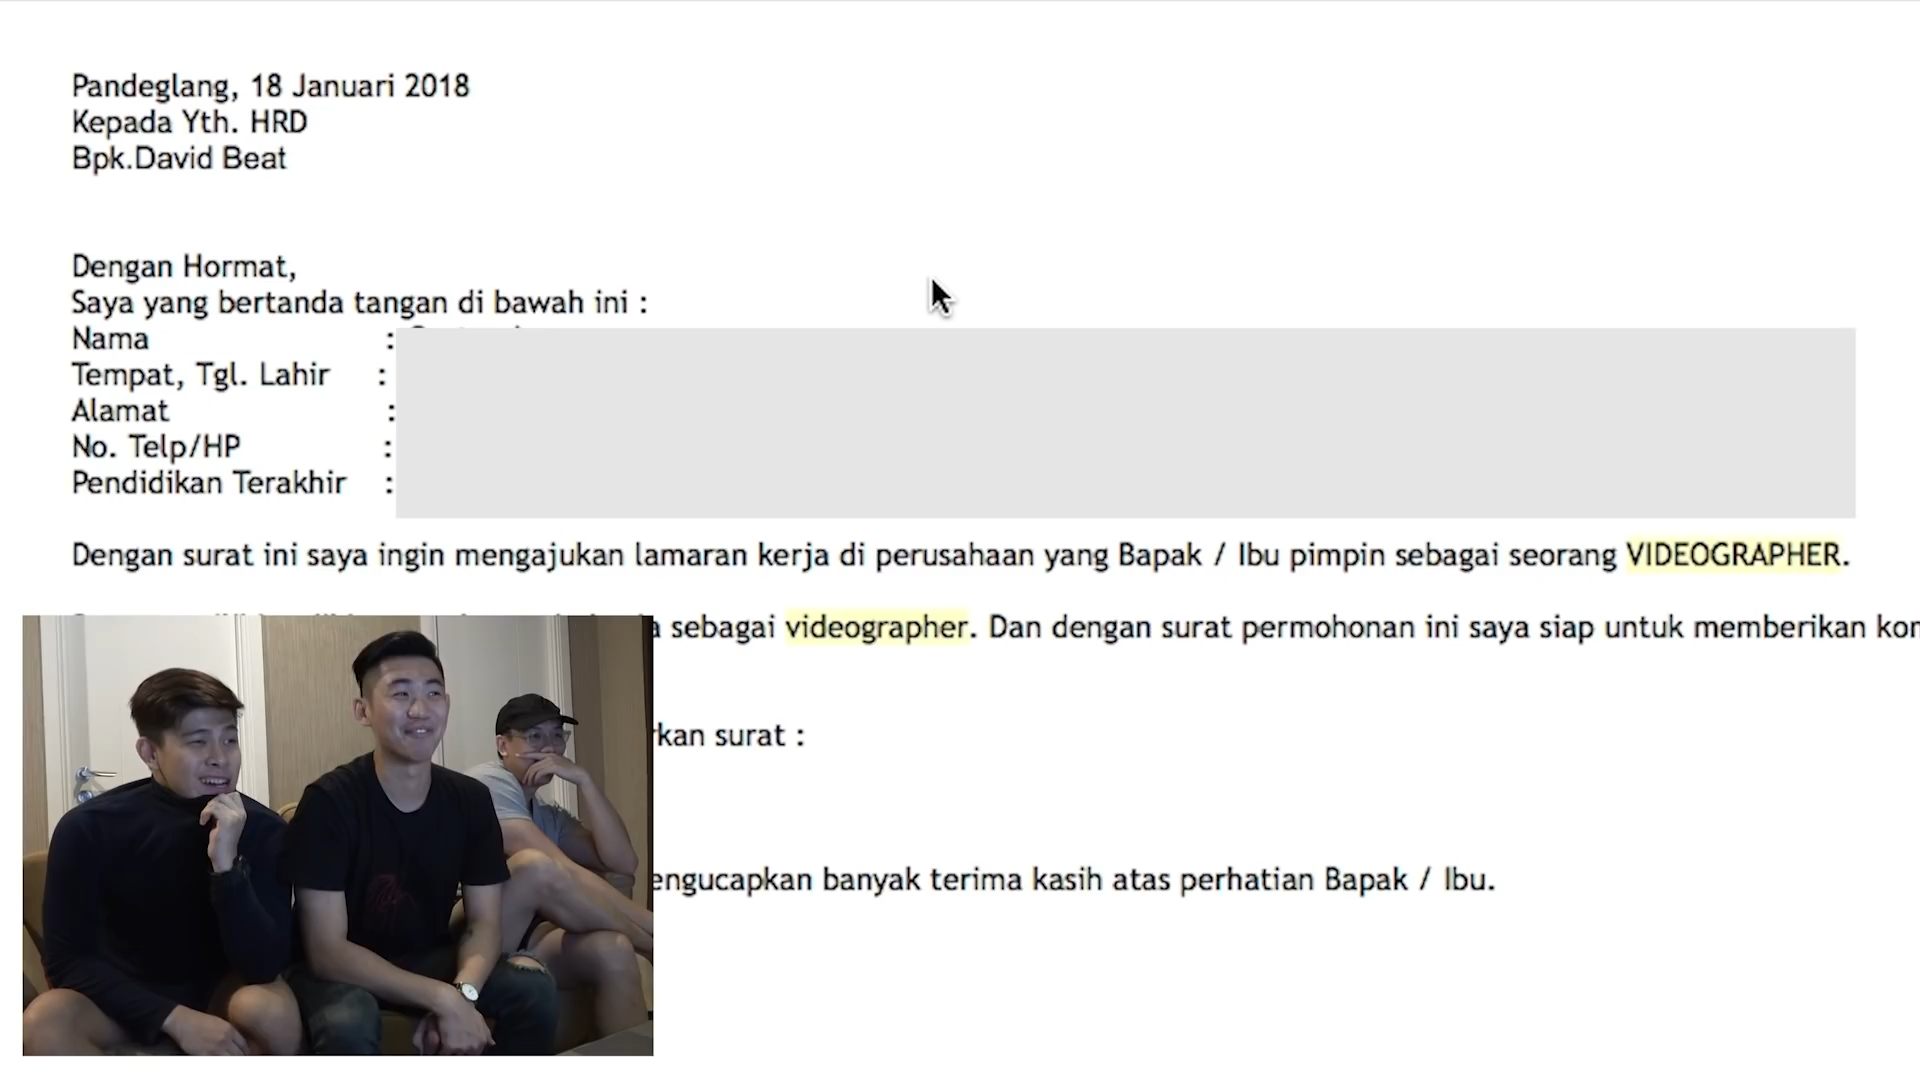 Pandeglang, 18 Januari 2018
Kepada Yth. HRD
Bpk.David Beat
Dengan Hormat,
Saya yang bertanda tangan di bawah ini :
Nama :
Tempat, Tgl. Lahir :
Alamat :
No. Telp/HP :
Pendidikan Terakhir :
Dengan surat ini saya ingin mengajukan lamaran kerja di perusahaan yang Bapak / Ibu pimpin sebagai seorang VIDEOGRAPHER.
sebagai videographer. Dan dengan surat permohonan ini saya siap untuk memberikan
surat :
banyak terima kasih atas perhatian Bapak / Ibu.